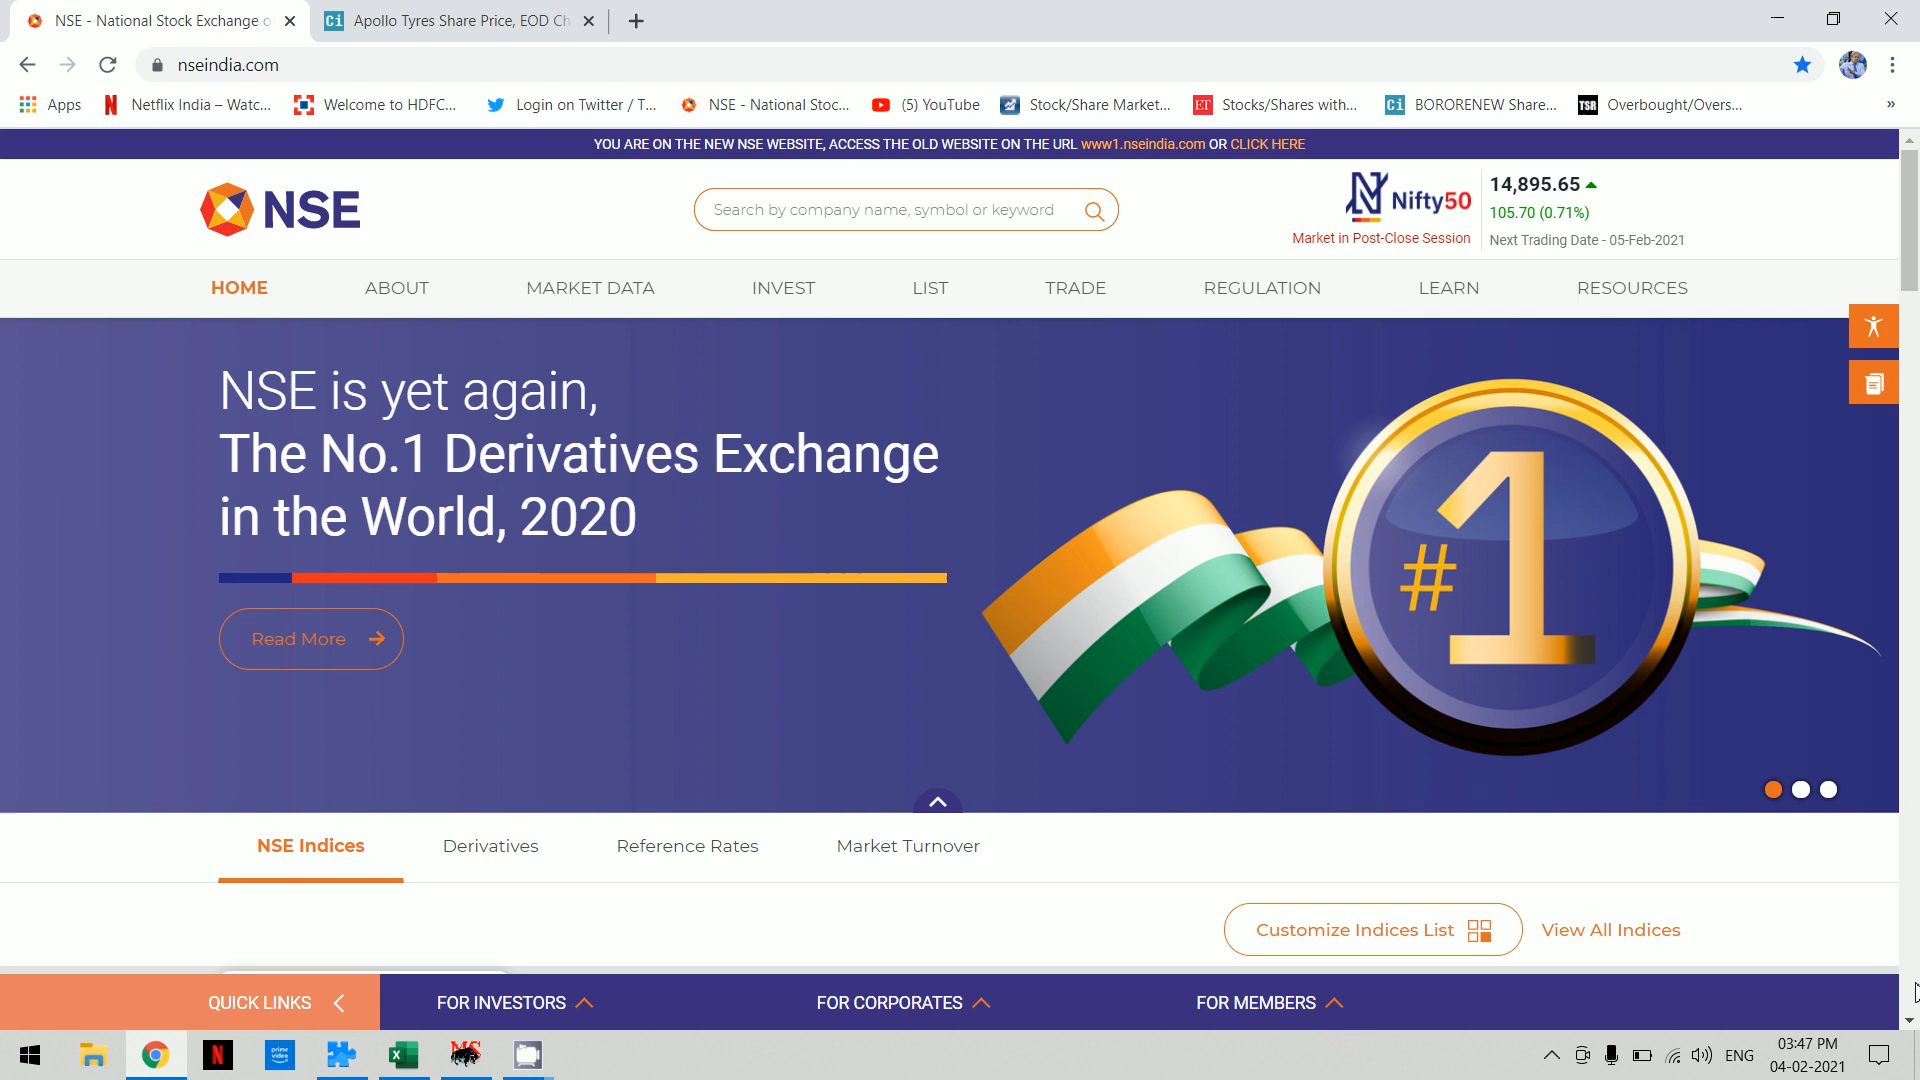 NSE - National Stock Exchange o
Apollo Tyres Share Price, EOD Ch
nseindia.com
Apps
Netflix India – Watc...
Welcome to HDFC...
Login on Twitter / T...
NSE - National Stoc...
(5) YouTube
Stock/Share Market...
ET
Stocks/Shares with...
Ci
BORORENEW Share...
TSR
Overbought/Overs...
»
YOU ARE ON THE NEW NSE WEBSITE, ACCESS THE OLD WEBSITE ON THE URL www1.nseindia.com OR CLICK HERE
NSE
Search by company name, symbol or keyword
Nifty50
Market in Post-Close Session
14,895.65
105.70 (0.71%)
Next Trading Date - 05-Feb-2021
HOME
ABOUT
MARKET DATA
INVEST
LIST
TRADE
REGULATION
LEARN
RESOURCES
NSE is yet again,
The No.1 Derivatives Exchange
in the World, 2020
Read More
#1
NSE Indices
Derivatives
Reference Rates
Market Turnover
Customize Indices List
View All Indices
QUICK LINKS
FOR INVESTORS
FOR CORPORATES
FOR MEMBERS
N
prime video
MS
ENG
03:47 PM
04-02-2021